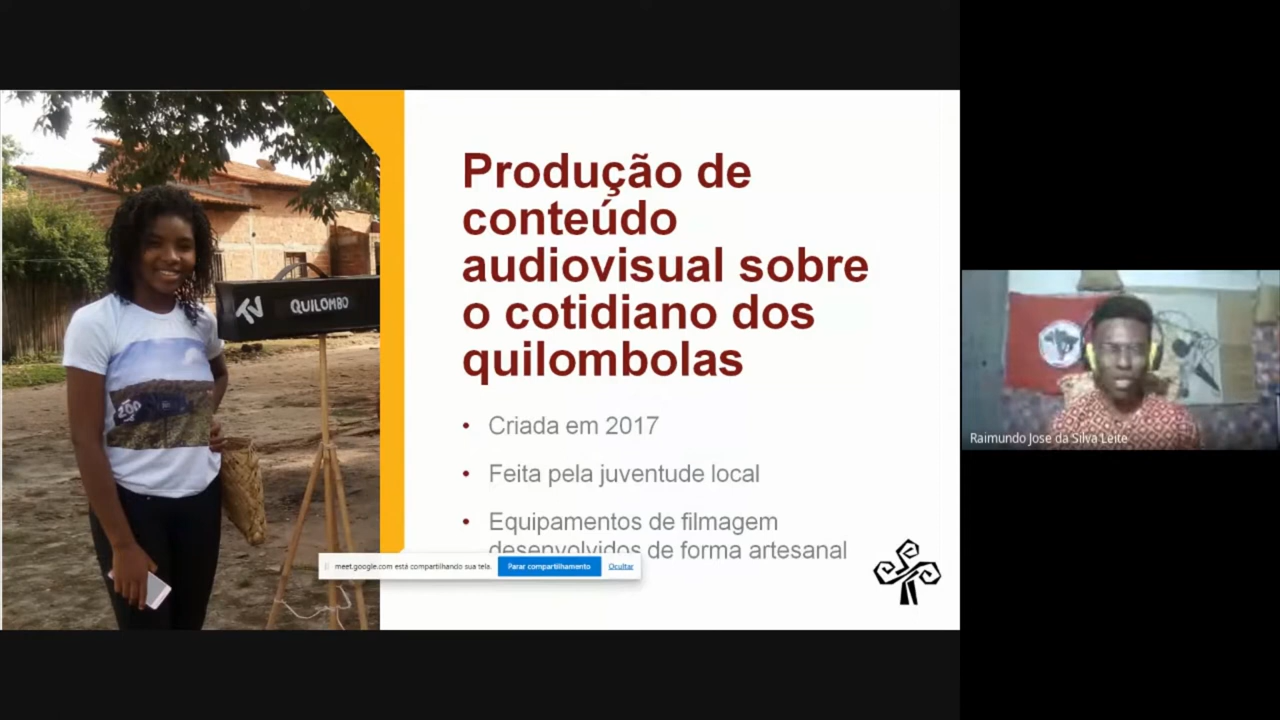 TV QUILOMBO
Produção de
conteúdo
audiovisual sobre
o cotidiano dos
quilombolas
• Criada em 2017
• Feita pela juventude local
• Equipamentos de filmagem
desenvolvidos de forma artesanal
meet.google.com está compartilhando sua tela. Parar compartilhamento Ocultar
Raimundo Jose da Silva Leite